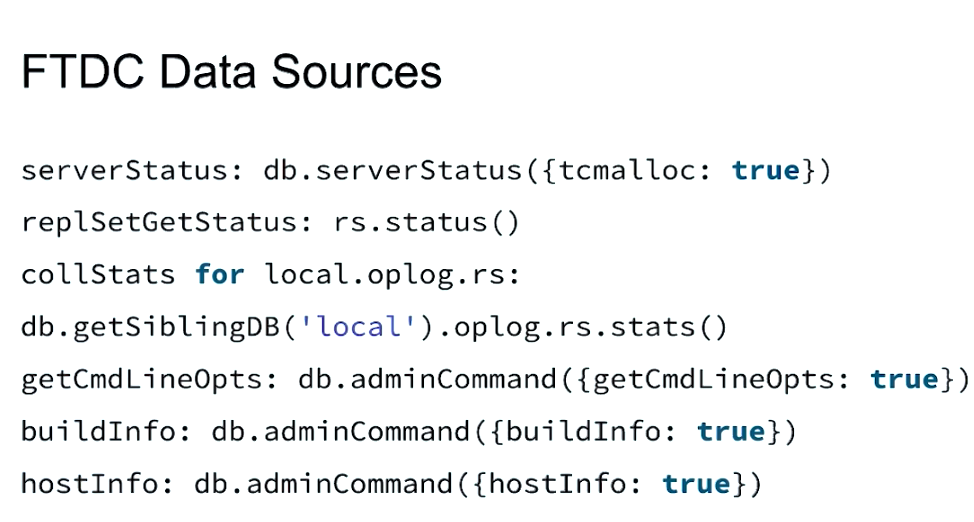 FTDC Data Sources
serverStatus: db.serverStatus({tcmalloc: true})
replSetGetStatus: rs.status()
collStats for local.oplog.rs:
db.getSiblingDB('local').oplog.rs.stats()
getCmdLineOpts: db.adminCommand({getCmdLineOpts: true})
buildInfo: db.adminCommand({buildInfo: true})
hostInfo: db.adminCommand({hostInfo: true})